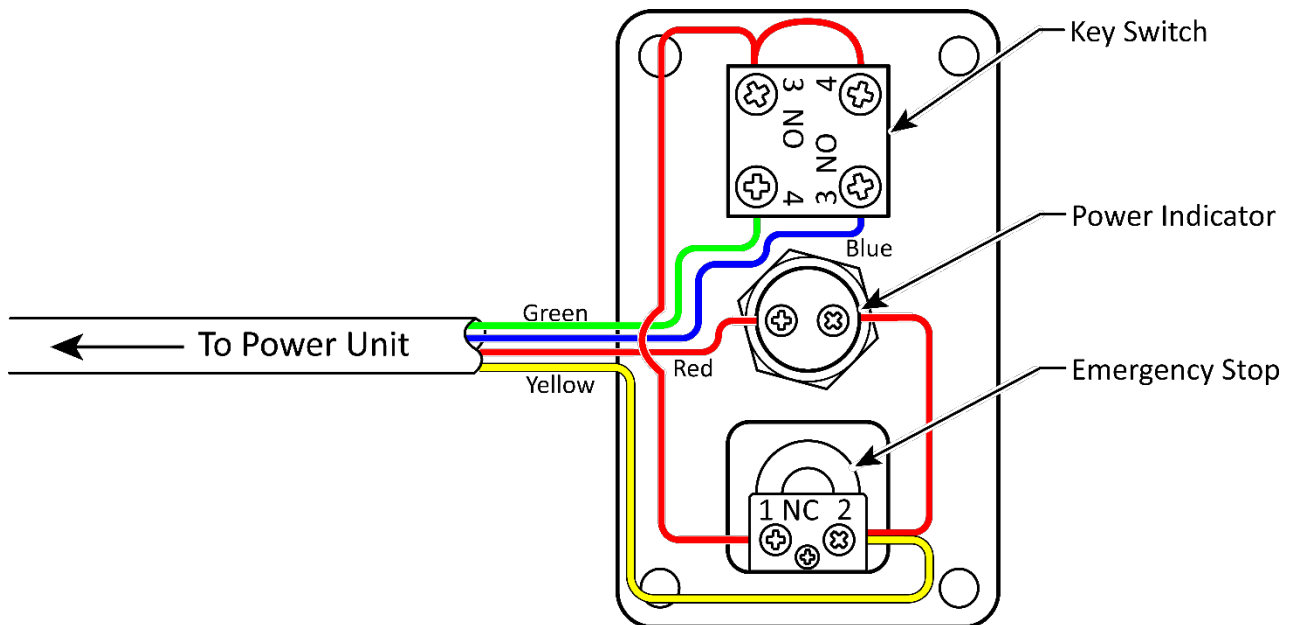 Key Switch
3 4
NO NO
4 3
Blue
Power Indicator
Green
To Power Unit
Red
Yellow
Emergency Stop
1 NC 2